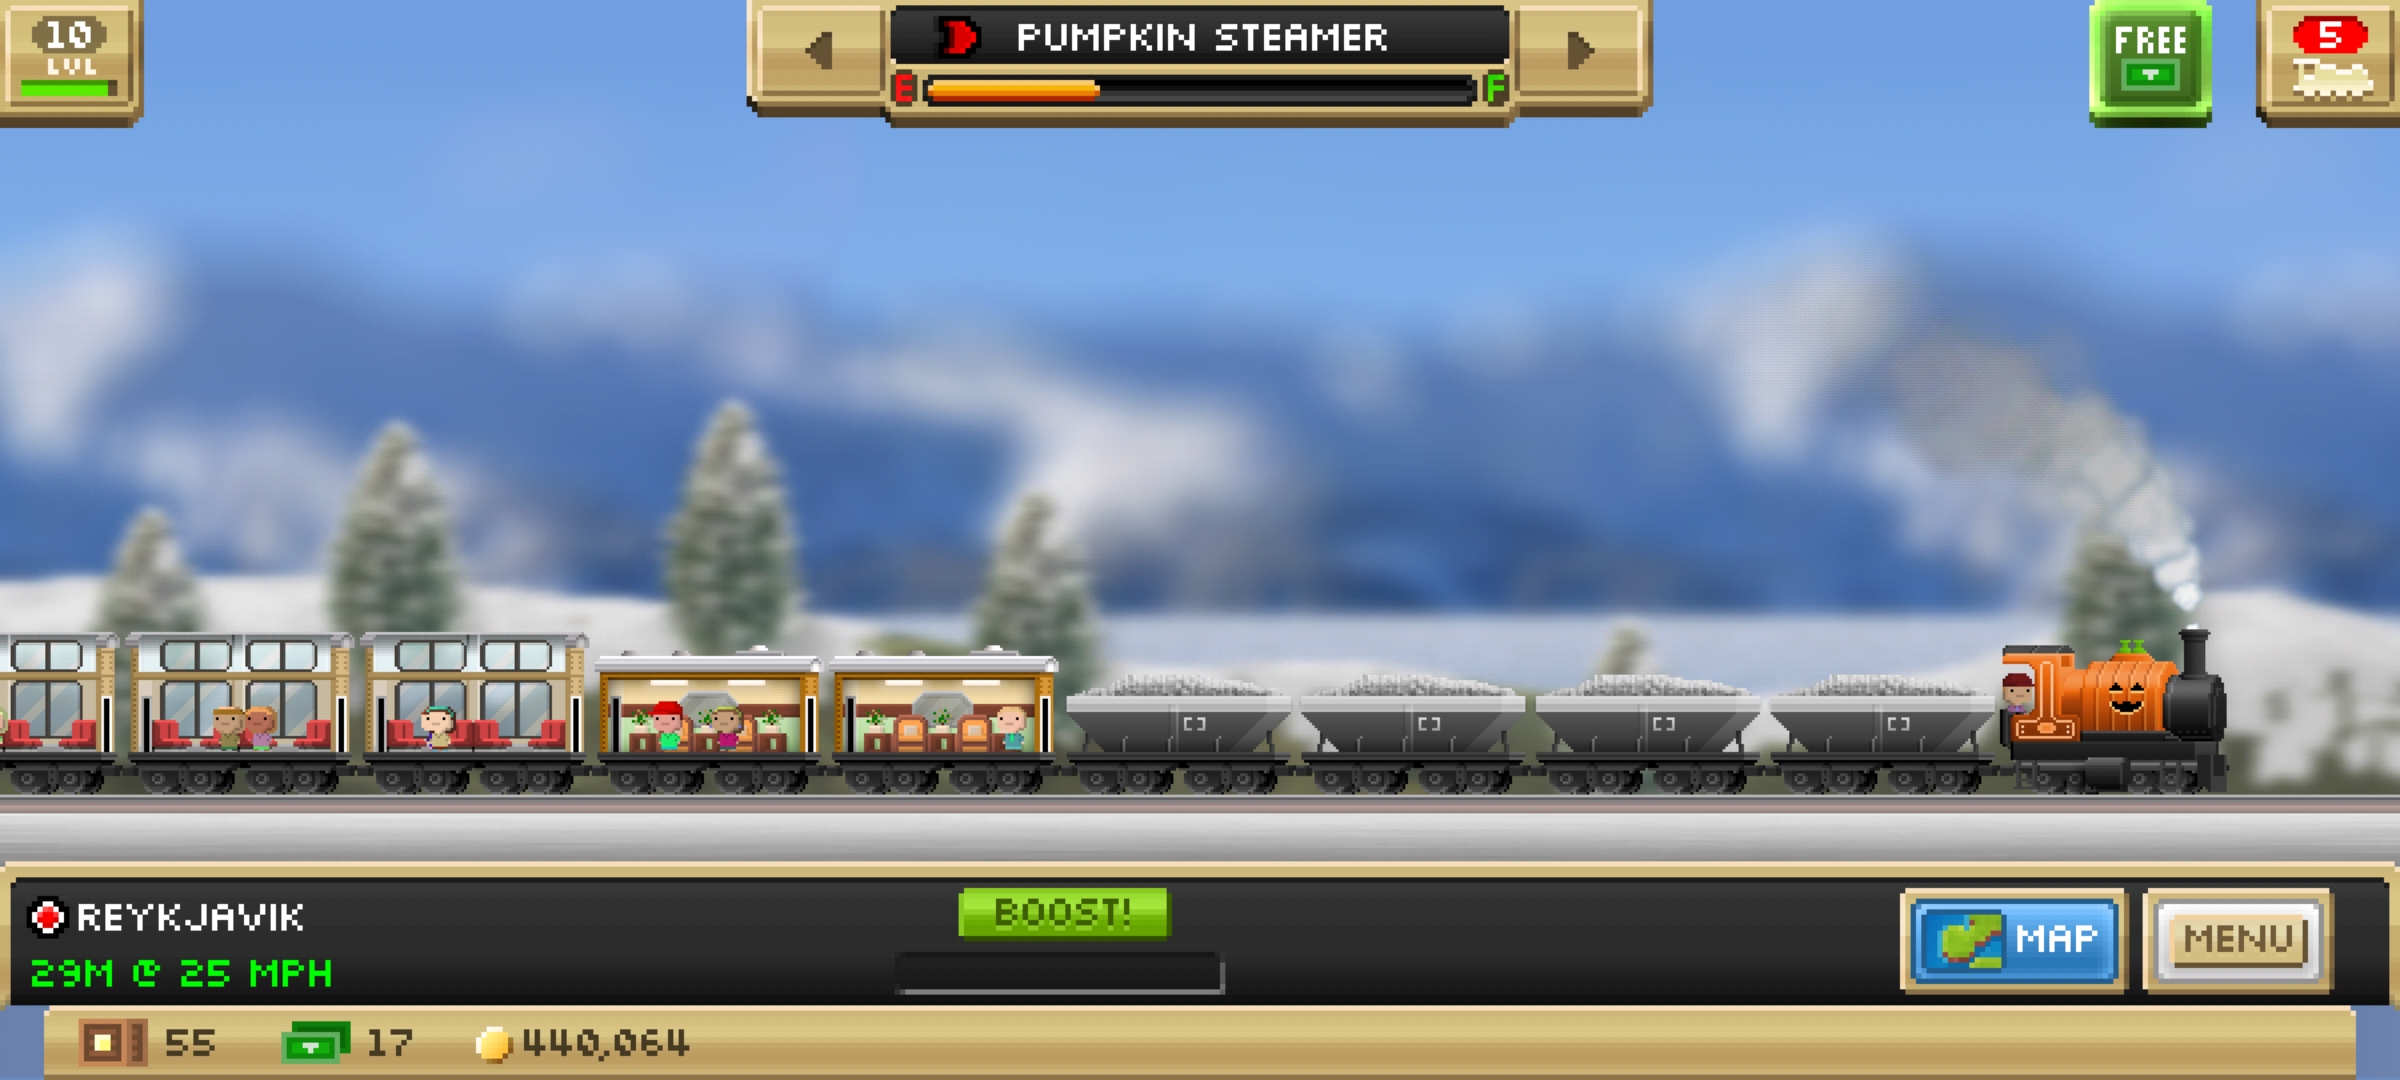 10
LVL
PUMPKIN STEAMER
E F
FREE
5
REYKJAVIK
29M @ 25 MPH
BOOST!
MAP
MENU
55
17
440,064